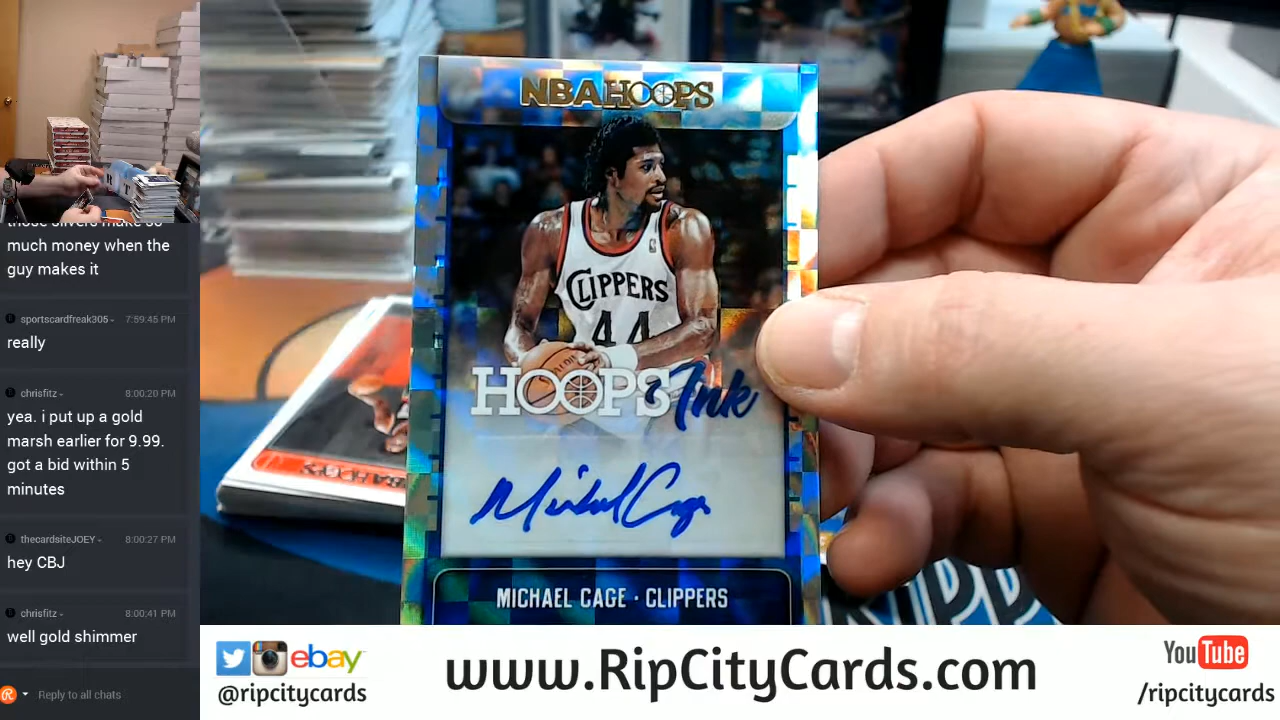 those silvers make so
much money when the
guy makes it
sportscardfreak305 7:59:45 PM
really
chrisfitz 8:00:20 PM
yea. i put up a gold
marsh earlier for 9.99.
got a bid within 5
minutes
thecardsiteJOEY 8:00:27 PM
hey CBJ
chrisfitz 8:00:41 PM
well gold shimmer
Reply to all chats
NBA HOOPS
CLIPPERS
44
SPALDING
HOOPS Ink
Michael Cage
MICHAEL CAGE · CLIPPERS
ebay
@ripcitycards
www.RipCityCards.com
YouTube
/ripcitycards